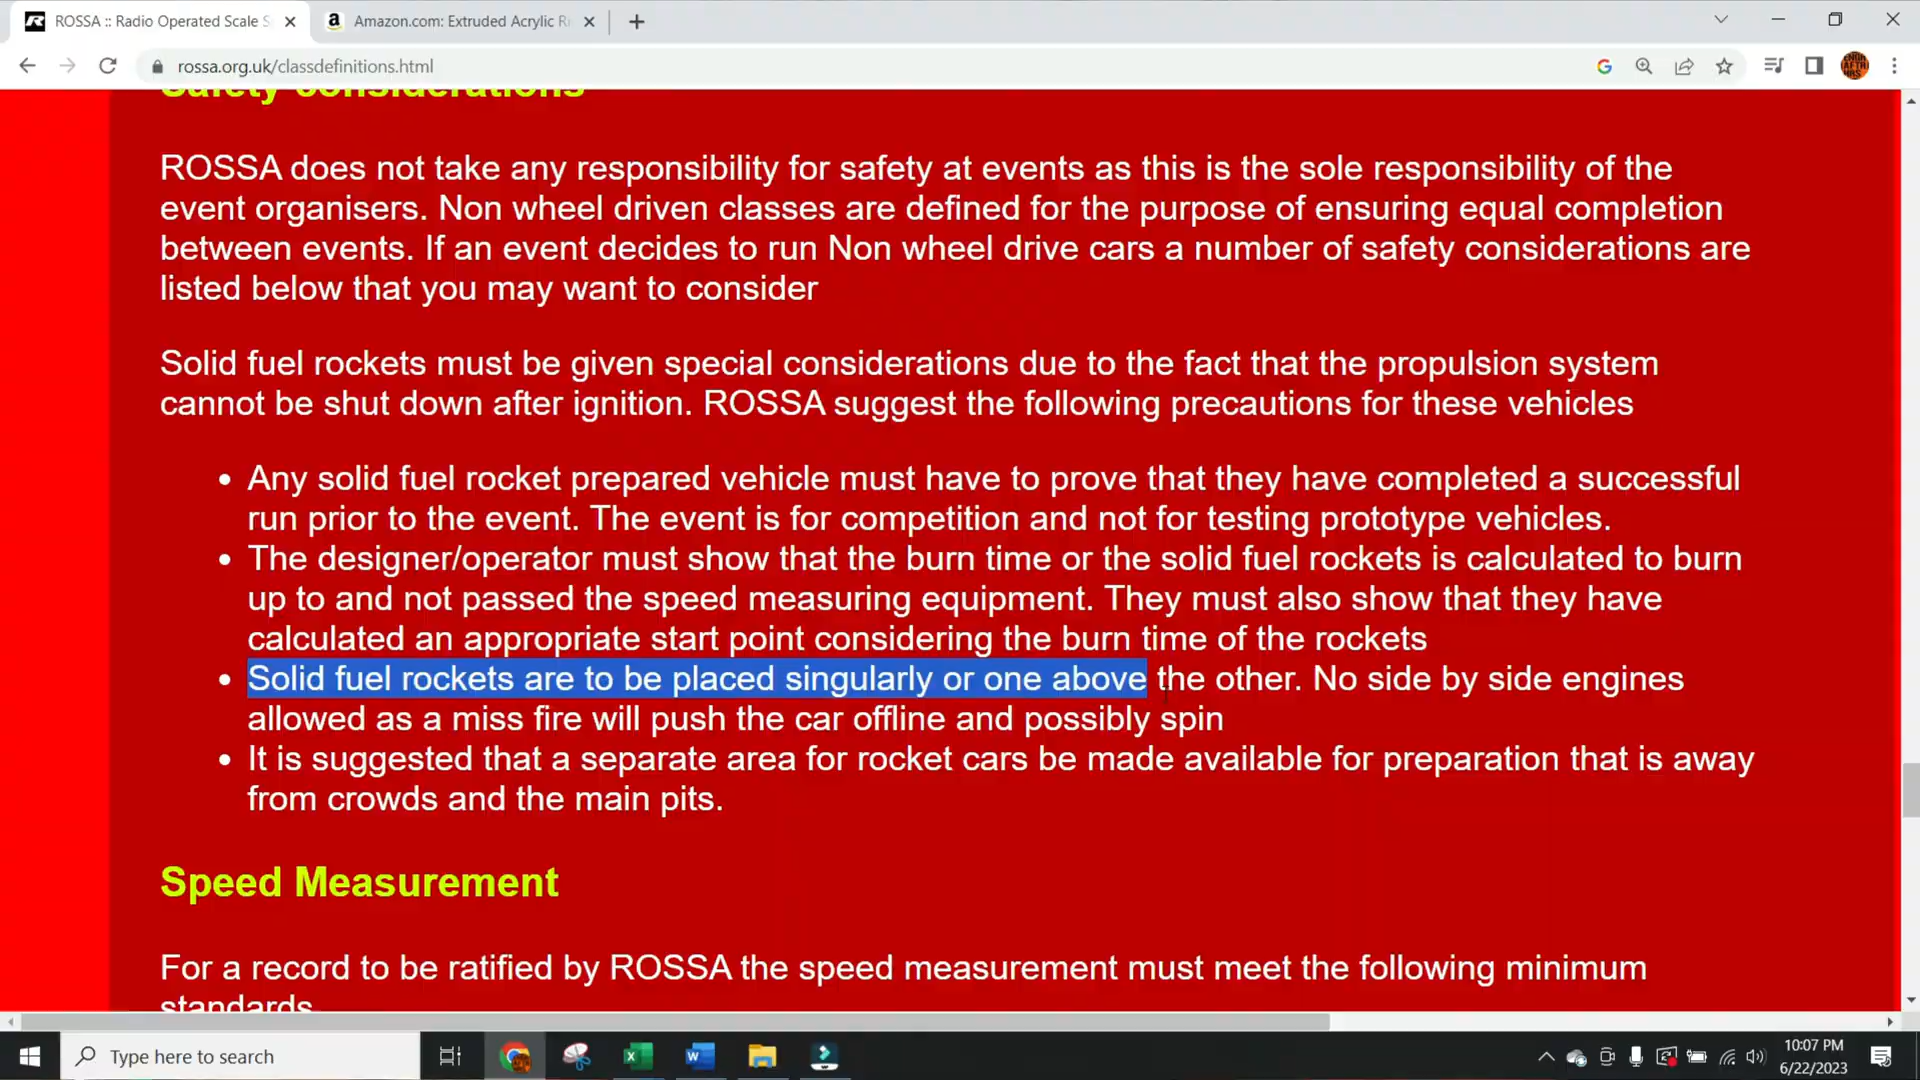 ROSSA :: Radio Operated Scale S
Amazon.com: Extruded Acrylic R
rossa.org.uk/classdefinitions.html
Safety considerations
ROSSA does not take any responsibility for safety at events as this is the sole responsibility of the
event organisers. Non wheel driven classes are defined for the purpose of ensuring equal completion
between events. If an event decides to run Non wheel drive cars a number of safety considerations are
listed below that you may want to consider
Solid fuel rockets must be given special considerations due to the fact that the propulsion system
cannot be shut down after ignition. ROSSA suggest the following precautions for these vehicles
• Any solid fuel rocket prepared vehicle must have to prove that they have completed a successful
run prior to the event. The event is for competition and not for testing prototype vehicles.
• The designer/operator must show that the burn time or the solid fuel rockets is calculated to burn
up to and not passed the speed measuring equipment. They must also show that they have
calculated an appropriate start point considering the burn time of the rockets
• Solid fuel rockets are to be placed singularly or one above the other. No side by side engines
allowed as a miss fire will push the car offline and possibly spin
• It is suggested that a separate area for rocket cars be made available for preparation that is away
from crowds and the main pits.
Speed Measurement
For a record to be ratified by ROSSA the speed measurement must meet the following minimum
standards
Type here to search
10:07 PM
6/22/2023